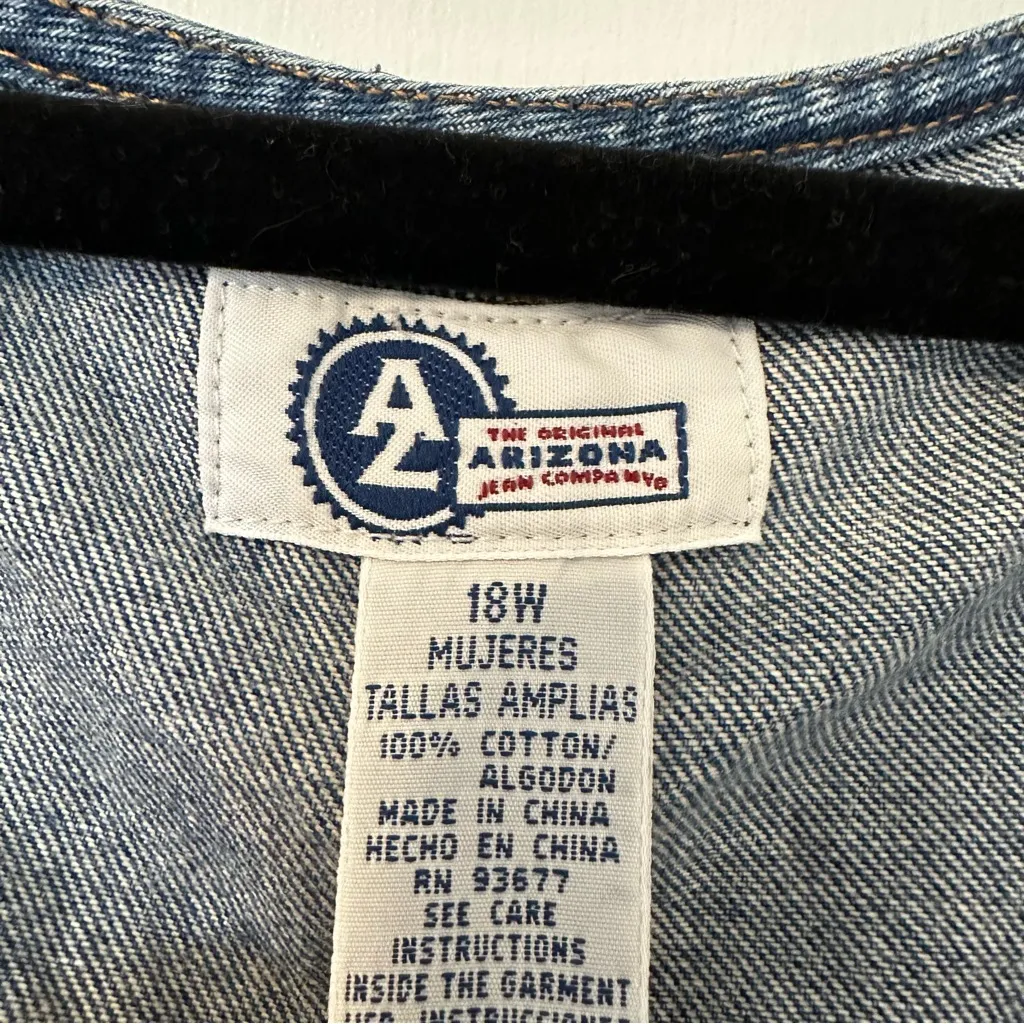 AZ
THE ORIGINAL
ARIZONA
JEAN COMPANY®
18W
MUJERES
TALLAS AMPLIAS
100% COTTON/
ALGODON
MADE IN CHINA
HECHO EN CHINA
RN 93677
SEE CARE
INSTRUCTIONS
INSIDE THE GARMENT